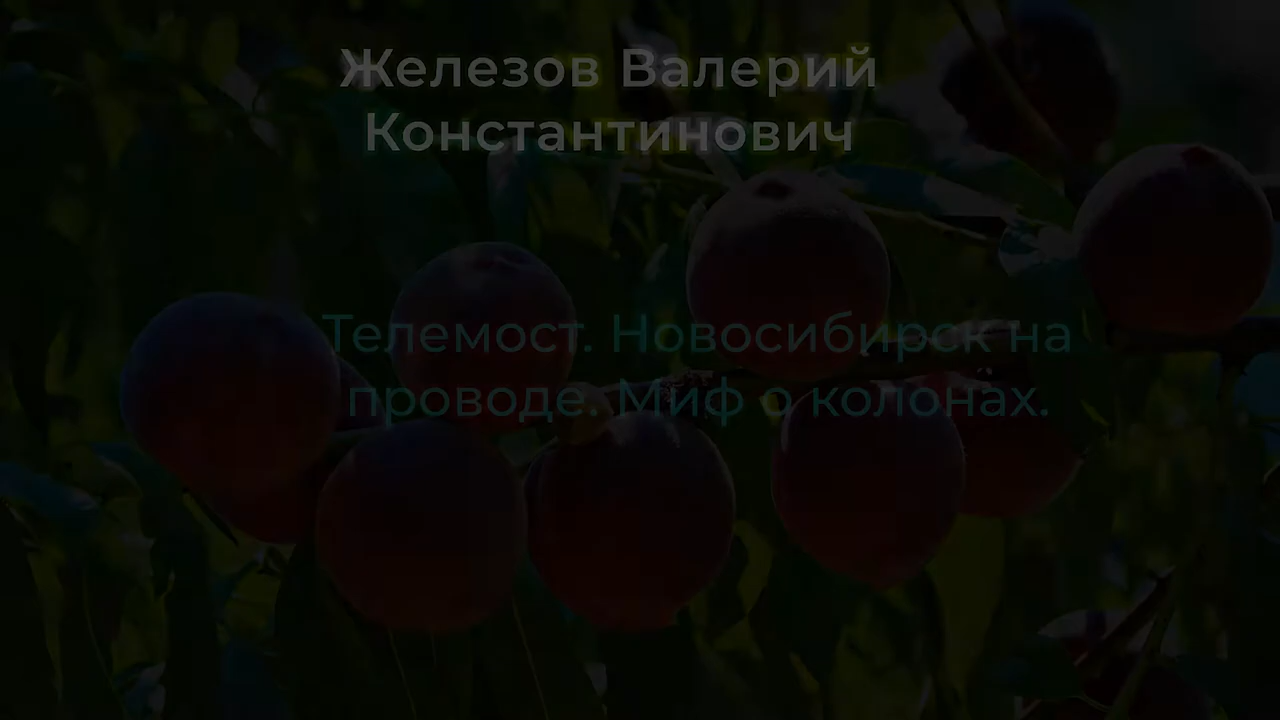 Железов Валерий
Константинович
Телемост. Новосибирск на
проводе. Миф о колонах.